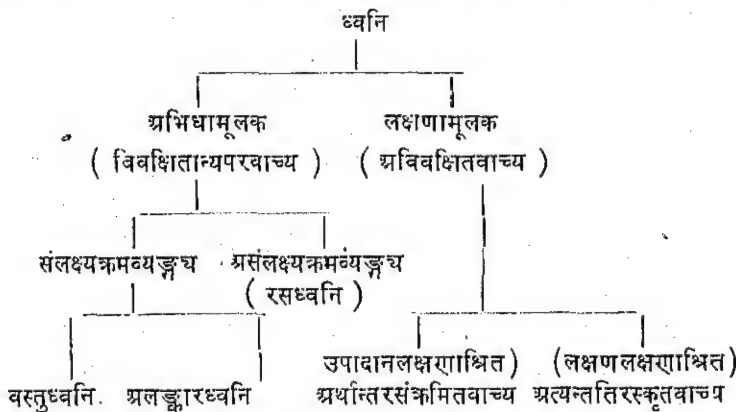 ध्वनि
अभिधामूलक लक्षणामूलक
( विवक्षितान्यपरवाच्य ) ( अविवक्षितवाच्य )
संलक्ष्यक्रमव्यङ्ग्य असंलक्ष्यक्रमव्यंङ्ग्य
( रसध्वनि )
उपादानलक्षणाश्रित) (लक्षणलक्षणाश्रित)
वस्तुध्वनि. अलङ्कारध्वनि अर्थान्तरसंक्रमितवाच्य अत्यन्ततिरस्कृतवाच्य